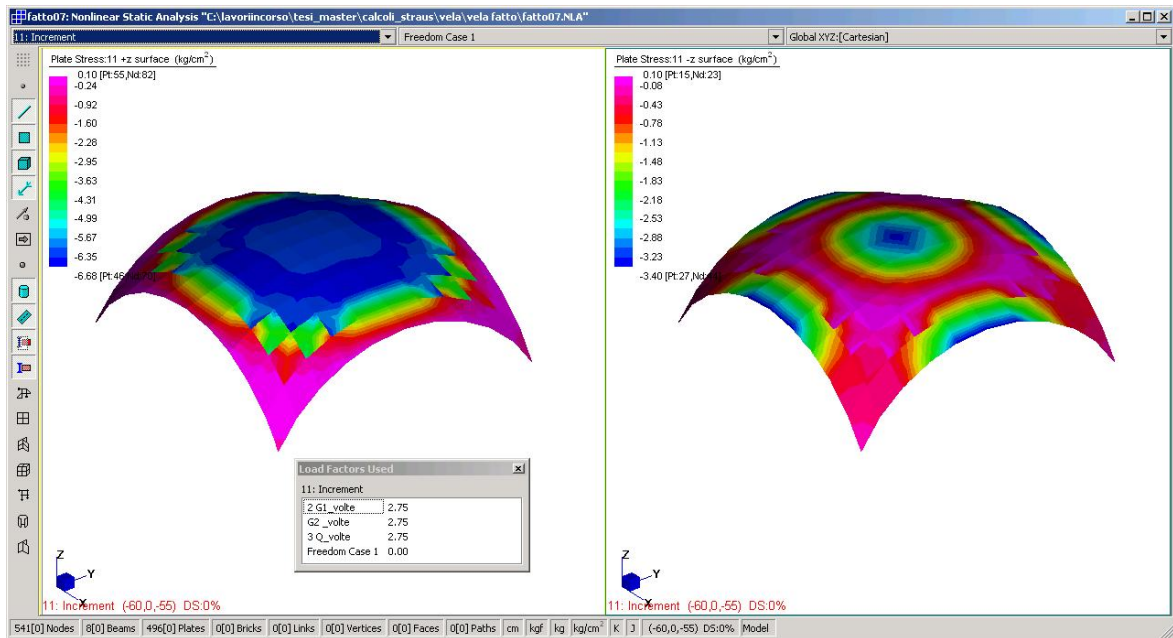 fatto07: Nonlinear Static Analysis "C:\lavoriincorso\tesi_master\calcoli_straus\vela\vela fatto\fatto07.NLA"
11: Increment
Freedom Case 1
Global XYZ:[Cartesian]
Plate Stress:11 +z surface (kg/cm²)
0.10 [Pt:55,Nd:82]
-0.24
-0.92
-1.60
-2.28
-2.95
-3.63
-4.31
-4.99
-5.67
-6.35
-6.68 [Pt:46
Plate Stress:11 -z surface (kg/cm²)
0.10 [Pt:15,Nd:23]
-0.08
-0.43
-0.78
-1.13
-1.48
-1.83
-2.18
-2.53
-2.88
-3.23
-3.40 [Pt:27,Nd:
Load Factors Used
11: Increment
2 G1_volte 2.75
G2 _volte 2.75
3 Q_volte 2.75
Freedom Case 1 0.00
Z
Y
X
11: Increment (-60,0,-55) DS:0%
Z
Y
X
11: Increment (-60,0,-55) DS:0%
541[0] Nodes 8[0] Beams 496[0] Plates 0[0] Bricks 0[0] Links 0[0] Vertices 0[0] Faces 0[0] Paths cm kgf kg kg/cm² K J (-60,0,-55) DS:0% Model